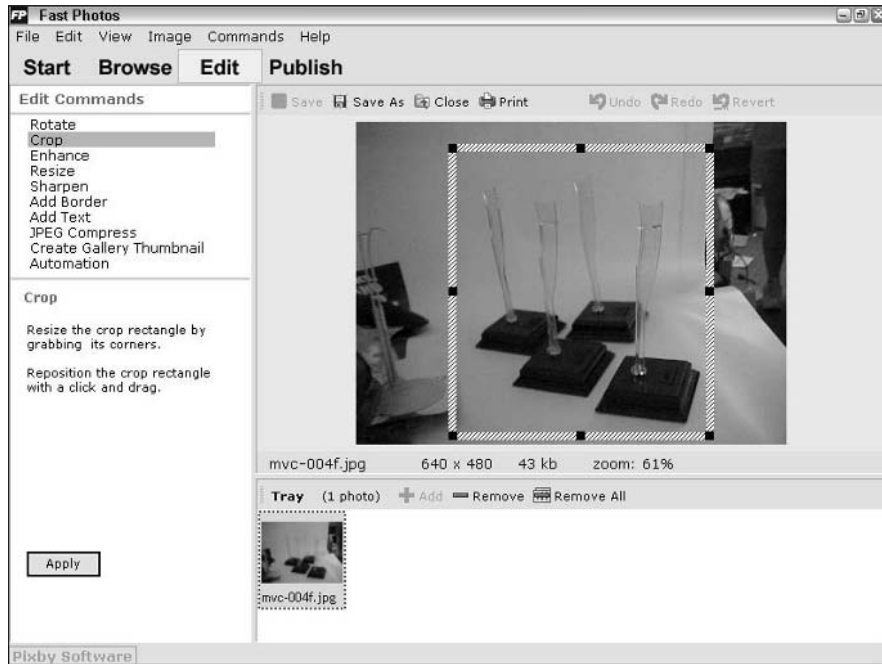 FP Fast Photos
File Edit View Image Commands Help
Start Browse Edit Publish
Edit Commands
Rotate
Crop
Enhance
Resize
Sharpen
Add Border
Add Text
JPEG Compress
Create Gallery Thumbnail
Automation
Crop
Resize the crop rectangle by
grabbing its corners.
Reposition the crop rectangle
with a click and drag.
Apply
Save Save As Close Print Undo Redo Revert
mvc-004f.jpg 640 x 480 43 kb zoom: 61%
Tray (1 photo) Add Remove Remove All
mvc-004f.jpg
Pixby Software